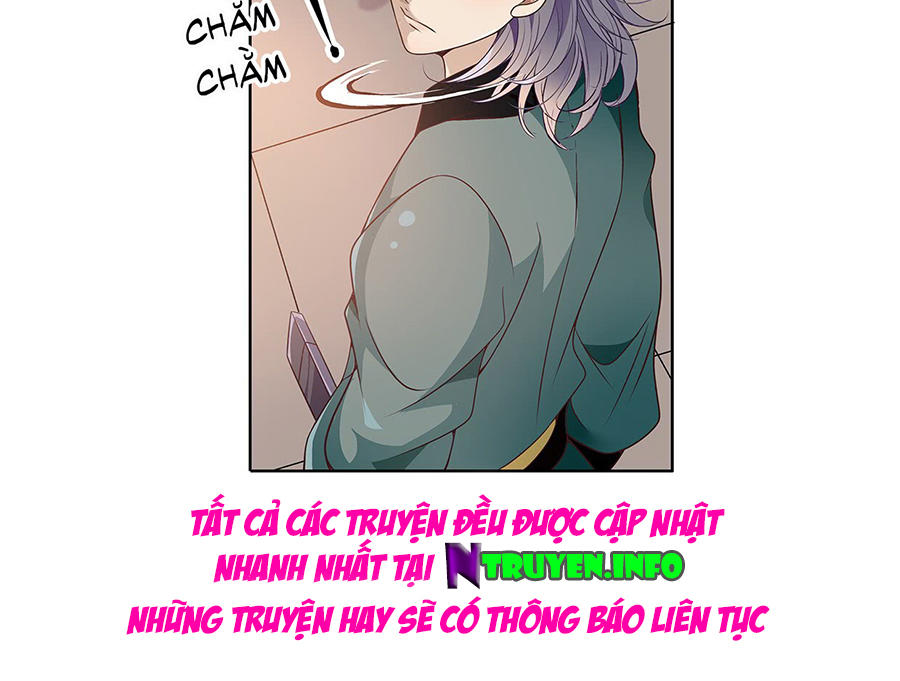 CHẰM
CHẰM
!
TẤT CẢ CÁC TRUYỆN ĐỀU ĐƯỢC CẬP NHẬT
NHANH NHẤT TẠI NTRUYEN.INFO
NHỮNG TRUYỆN HAY SẼ CÓ THÔNG BÁO LIÊN TỤC